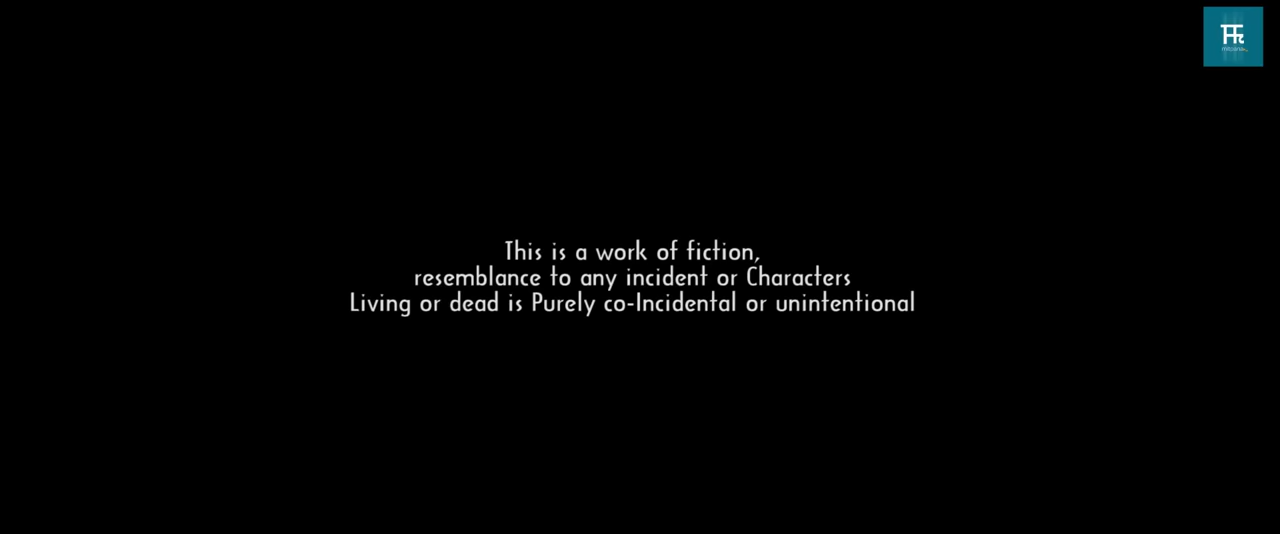 This is a work of fiction,
resemblance to any incident or Characters
Living or dead is Purely co-Incidental or unintentional